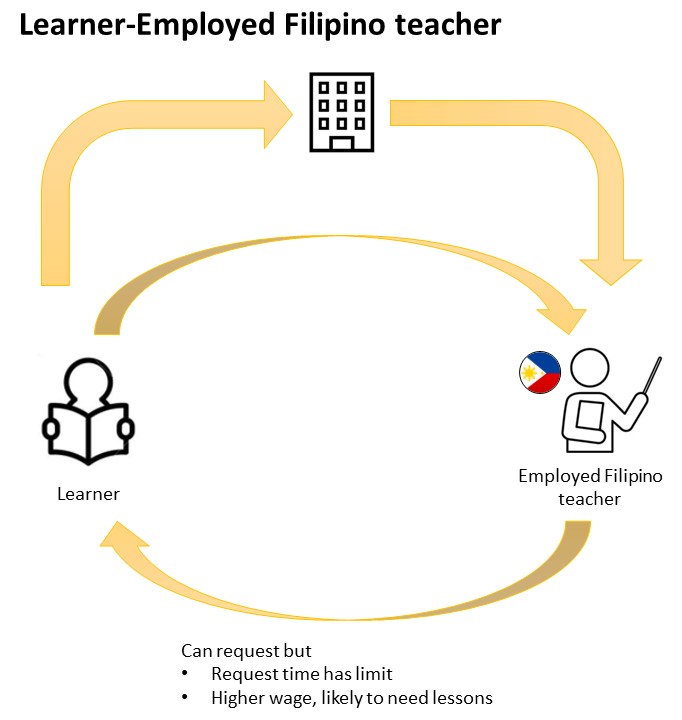 Learner-Employed Filipino teacher
Learner
Employed Filipino
teacher
Can request but
• Request time has limit
• Higher wage, likely to need lessons